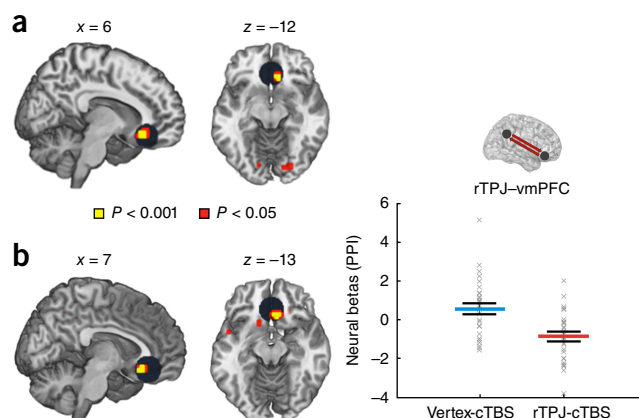 a
x = 6
z = −12
P < 0.001
P < 0.05
b
x = 7
z = −13
rTPJ–vmPFC
Neural betas (PPI)
6
4
2
0
−2
−4
Vertex-cTBS
rTPJ-cTBS